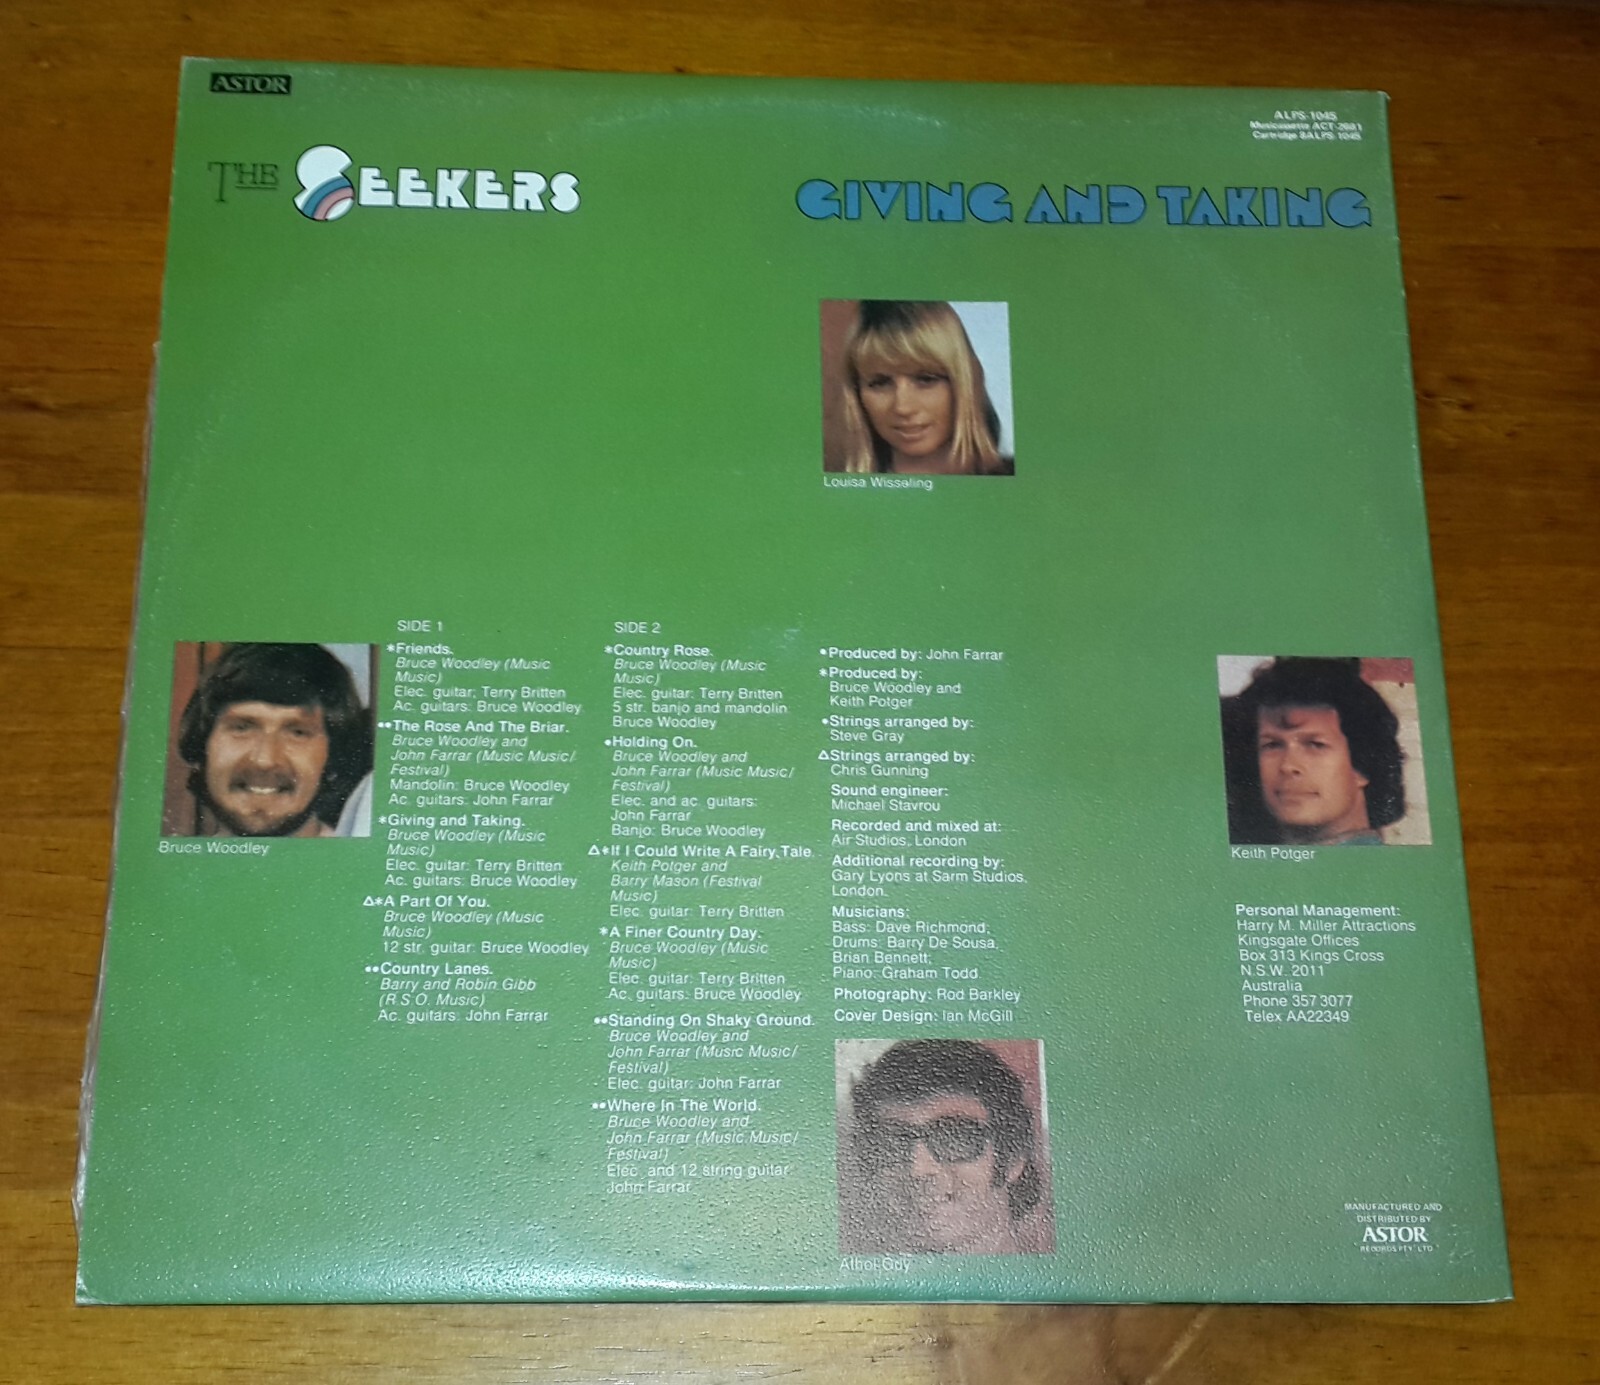 ASTOR
ALPS-1045
Musicassette ACT-2681
Cartridge 8ALPS-1045
THE SEEKERS
GIVING AND TAKING
Louisa Wisseling
Bruce Woodley
SIDE 1
*Friends.
Bruce Woodley (Music
Music)
Elec. guitar: Terry Britten
Ac. guitars: Bruce Woodley
••The Rose And The Briar.
Bruce Woodley and
John Farrar (Music Music/
Festival)
Mandolin: Bruce Woodley
Ac. guitars: John Farrar
*Giving and Taking.
Bruce Woodley (Music
Music)
Elec. guitar: Terry Britten
Ac. guitars: Bruce Woodley
∆*A Part Of You.
Bruce Woodley (Music
Music)
12 str. guitar: Bruce Woodley
••Country Lanes.
Barry and Robin Gibb
(R.S.O. Music)
Ac. guitars: John Farrar
SIDE 2
*Country Rose.
Bruce Woodley (Music
Music)
Elec. guitar: Terry Britten
5 str. banjo and mandolin
Bruce Woodley
•Holding On.
Bruce Woodley and
John Farrar (Music Music/
Festival)
Elec. and ac. guitars:
John Farrar
Banjo: Bruce Woodley
∆*If I Could Write A Fairy Tale.
Keith Potger and
Barry Mason (Festival
Music)
Elec. guitar: Terry Britten
*A Finer Country Day.
Bruce Woodley (Music
Music)
Elec. guitar: Terry Britten
Ac. guitars: Bruce Woodley
••Standing On Shaky Ground.
Bruce Woodley and
John Farrar (Music Music/
Festival)
Elec. guitar: John Farrar
••Where In The World.
Bruce Woodley and
John Farrar (Music Music/
Festival)
Elec. and 12 string guitar
John Farrar
•Produced by: John Farrar
*Produced by:
Bruce Woodley and
Keith Potger
•Strings arranged by:
Steve Gray
∆Strings arranged by:
Chris Gunning
Sound engineer:
Michael Stavrou
Recorded and mixed at:
Air Studios, London
Additional recording by:
Gary Lyons at Sarm Studios,
London.
Musicians:
Bass: Dave Richmond;
Drums: Barry De Sousa,
Brian Bennett;
Piano: Graham Todd
Photography: Rod Barkley
Cover Design: Ian McGill
Athol Guy
Keith Potger
Personal Management:
Harry M. Miller Attractions
Kingsgate Offices
Box 313 Kings Cross
N.S.W. 2011
Australia
Phone 357 3077
Telex AA22349
MANUFACTURED AND
DISTRIBUTED BY
ASTOR
RECORDS PTY. LTD.